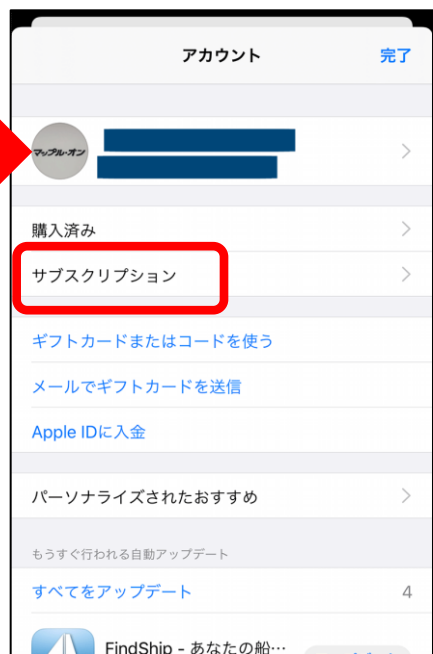 アカウント
完了
マップル・オン
購入済み
サブスクリプション
ギフトカードまたはコードを使う
メールでギフトカードを送信
Apple IDに入金
パーソナライズされたおすすめ
もうすぐ行われる自動アップデート
すべてをアップデート
4
FindShip - あなたの船…